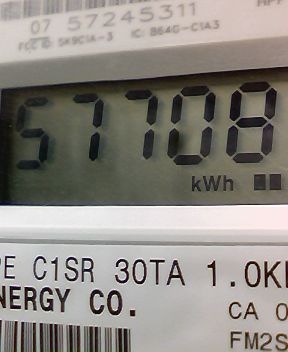 07 57245311
FCC ID: SK9C1A-3 IC: 864G-C1A3
57708
kWh
PE C1SR 30TA 1.0K
NERGY CO.
CA 0
FM2S